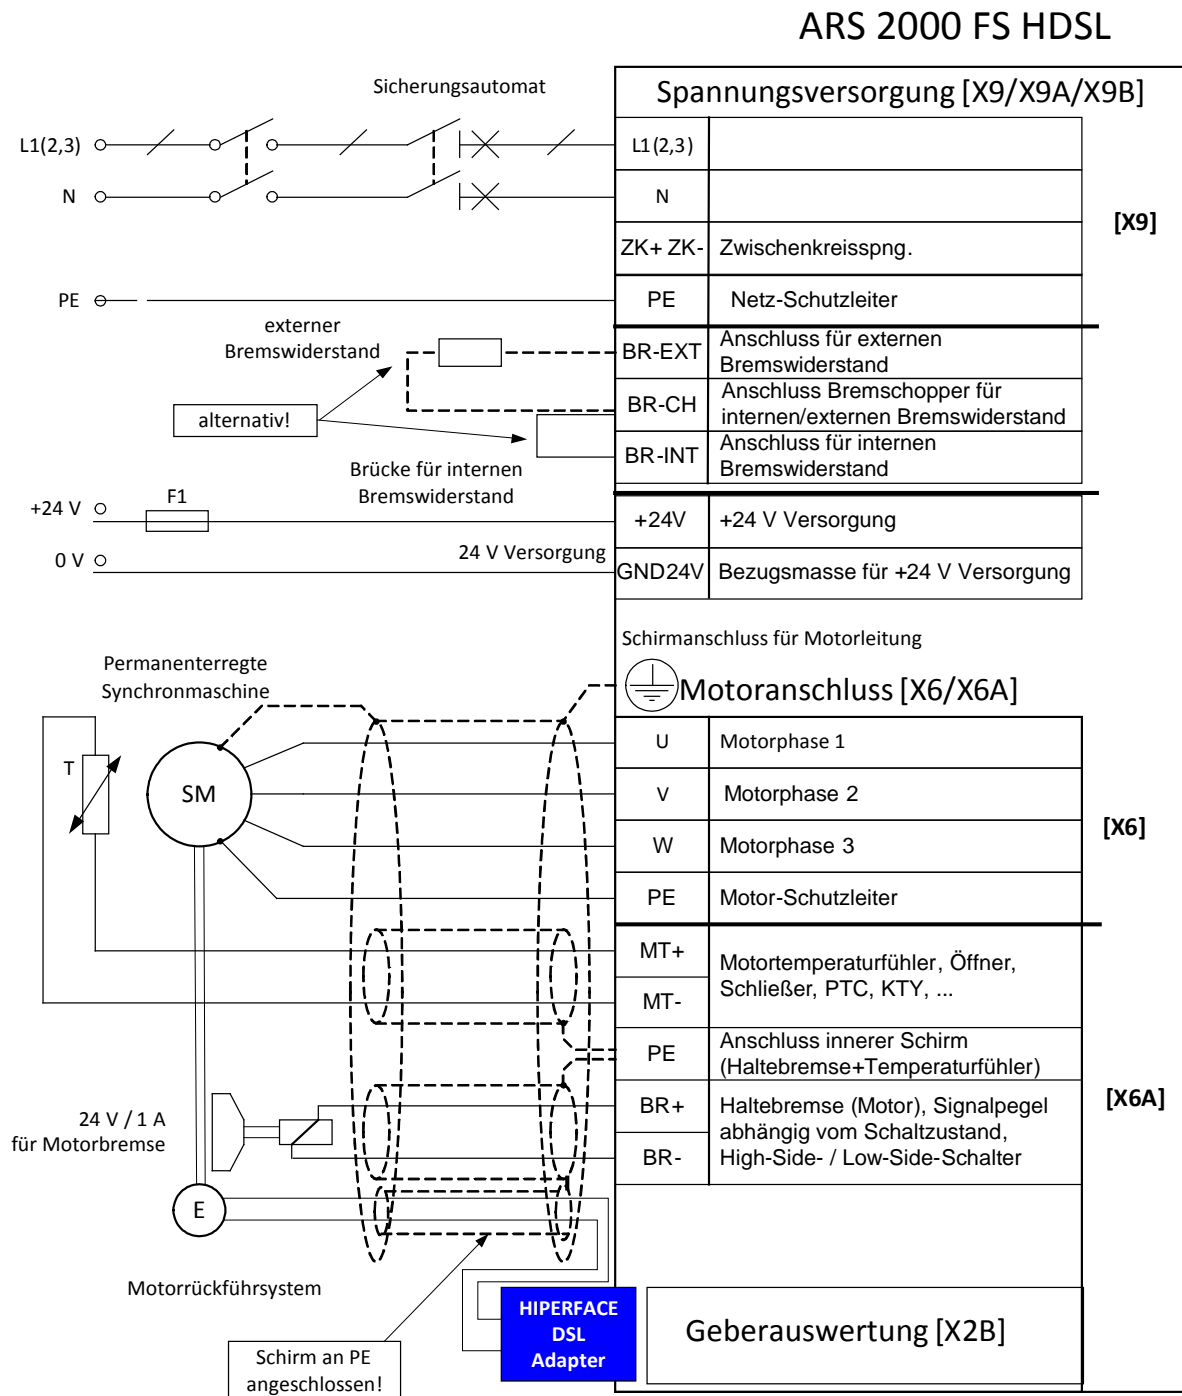 ARS 2000 FS HDSL
Sicherungsautomat
Spannungsversorgung [X9/X9A/X9B]
L1(2,3)
L1(2,3)
N
N
[X9]
ZK+ ZK-
Zwischenkreisspng.
PE
PE
Netz-Schutzleiter
externer
Bremswiderstand
BR-EXT
Anschluss für externen
Bremswiderstand
alternativ!
BR-CH
Anschluss Bremschopper für
internen/externen Bremswiderstand
BR-INT
Anschluss für internen
Bremswiderstand
Brücke für internen
Bremswiderstand
+24 V
F1
+24V
+24 V Versorgung
0 V
24 V Versorgung
GND24V
Bezugsmasse für +24 V Versorgung
Schirmanschluss für Motorleitung
Permanenterregte
Synchronmaschine
Motoranschluss [X6/X6A]
U
Motorphase 1
T
SM
V
Motorphase 2
[X6]
W
Motorphase 3
PE
Motor-Schutzleiter
MT+
MT-
Motortemperaturfühler, Öffner,
Schließer, PTC, KTY, ...
PE
Anschluss innerer Schirm
(Haltebremse+Temperaturfühler)
[X6A]
24 V / 1 A
für Motorbremse
BR+
BR-
Haltebremse (Motor), Signalpegel
abhängig vom Schaltzustand,
High-Side- / Low-Side-Schalter
E
Motorrückführsystem
HIPERFACE
DSL
Adapter
Geberauswertung [X2B]
Schirm an PE
angeschlossen!